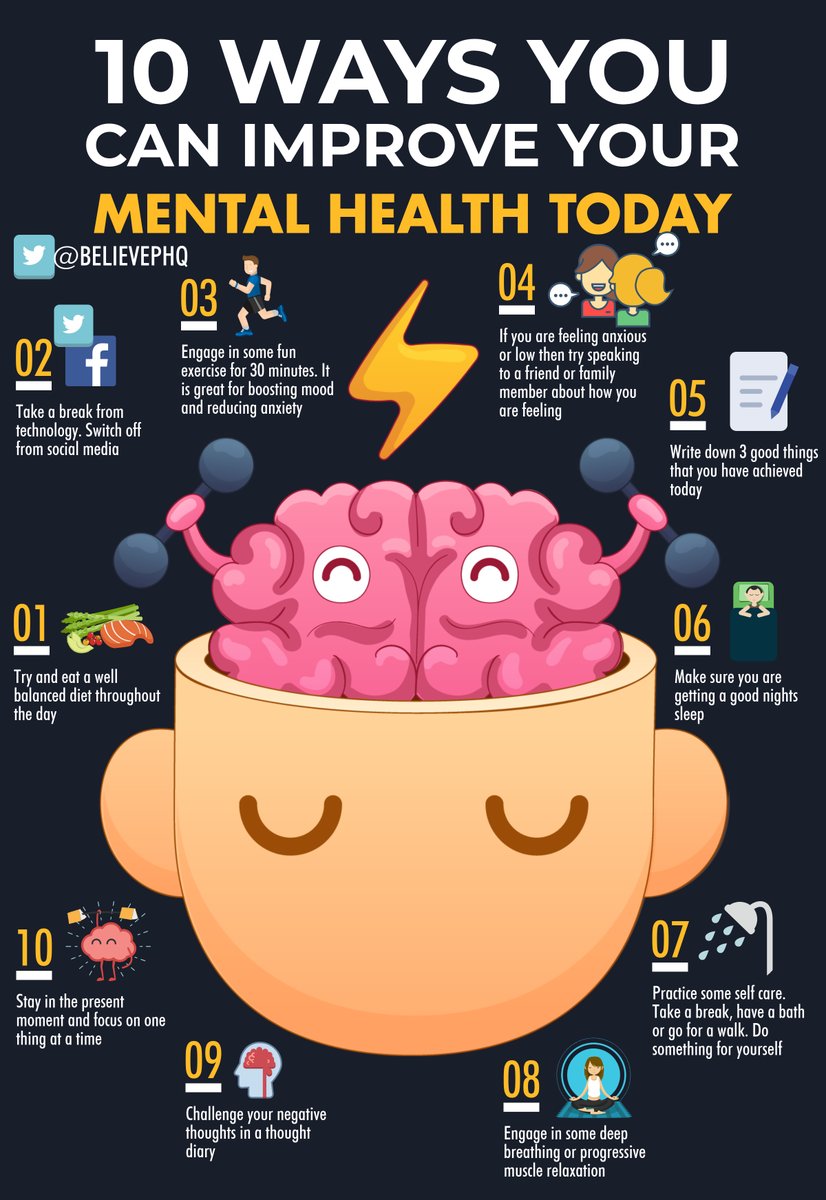 10 WAYS YOU
CAN IMPROVE YOUR
MENTAL HEALTH TODAY
@BELIEVEPHQ
01
Try and eat a well
balanced diet throughout
the day
02
Take a break from
technology. Switch off
from social media
03
Engage in some fun
exercise for 30 minutes. It
is great for boosting mood
and reducing anxiety
04
If you are feeling anxious
or low then try speaking
to a friend or family
member about how you
are feeling
05
Write down 3 good things
that you have achieved
today
06
Make sure you are
getting a good nights
sleep
07
Practice some self care.
Take a break, have a bath
or go for a walk. Do
something for yourself
08
Engage in some deep
breathing or progressive
muscle relaxation
09
Challenge your negative
thoughts in a thought
diary
10
Stay in the present
moment and focus on one
thing at a time